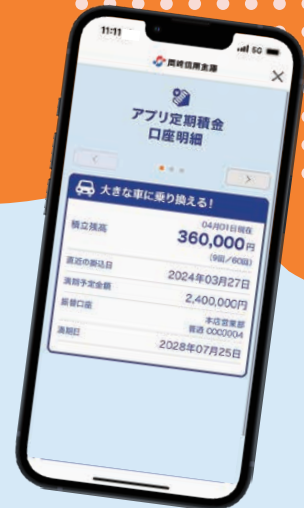 11:11
5G
岡崎信用金庫
アプリ定期積金
口座明細
大きな車に乗り換える!
積立残高
04月01日現在
360,000円
(9回/60回)
直近の掛込日
2024年03月27日
満期予定金額
2,400,000円
振替口座
本店営業部
普通 0000004
満期日
2028年07月25日